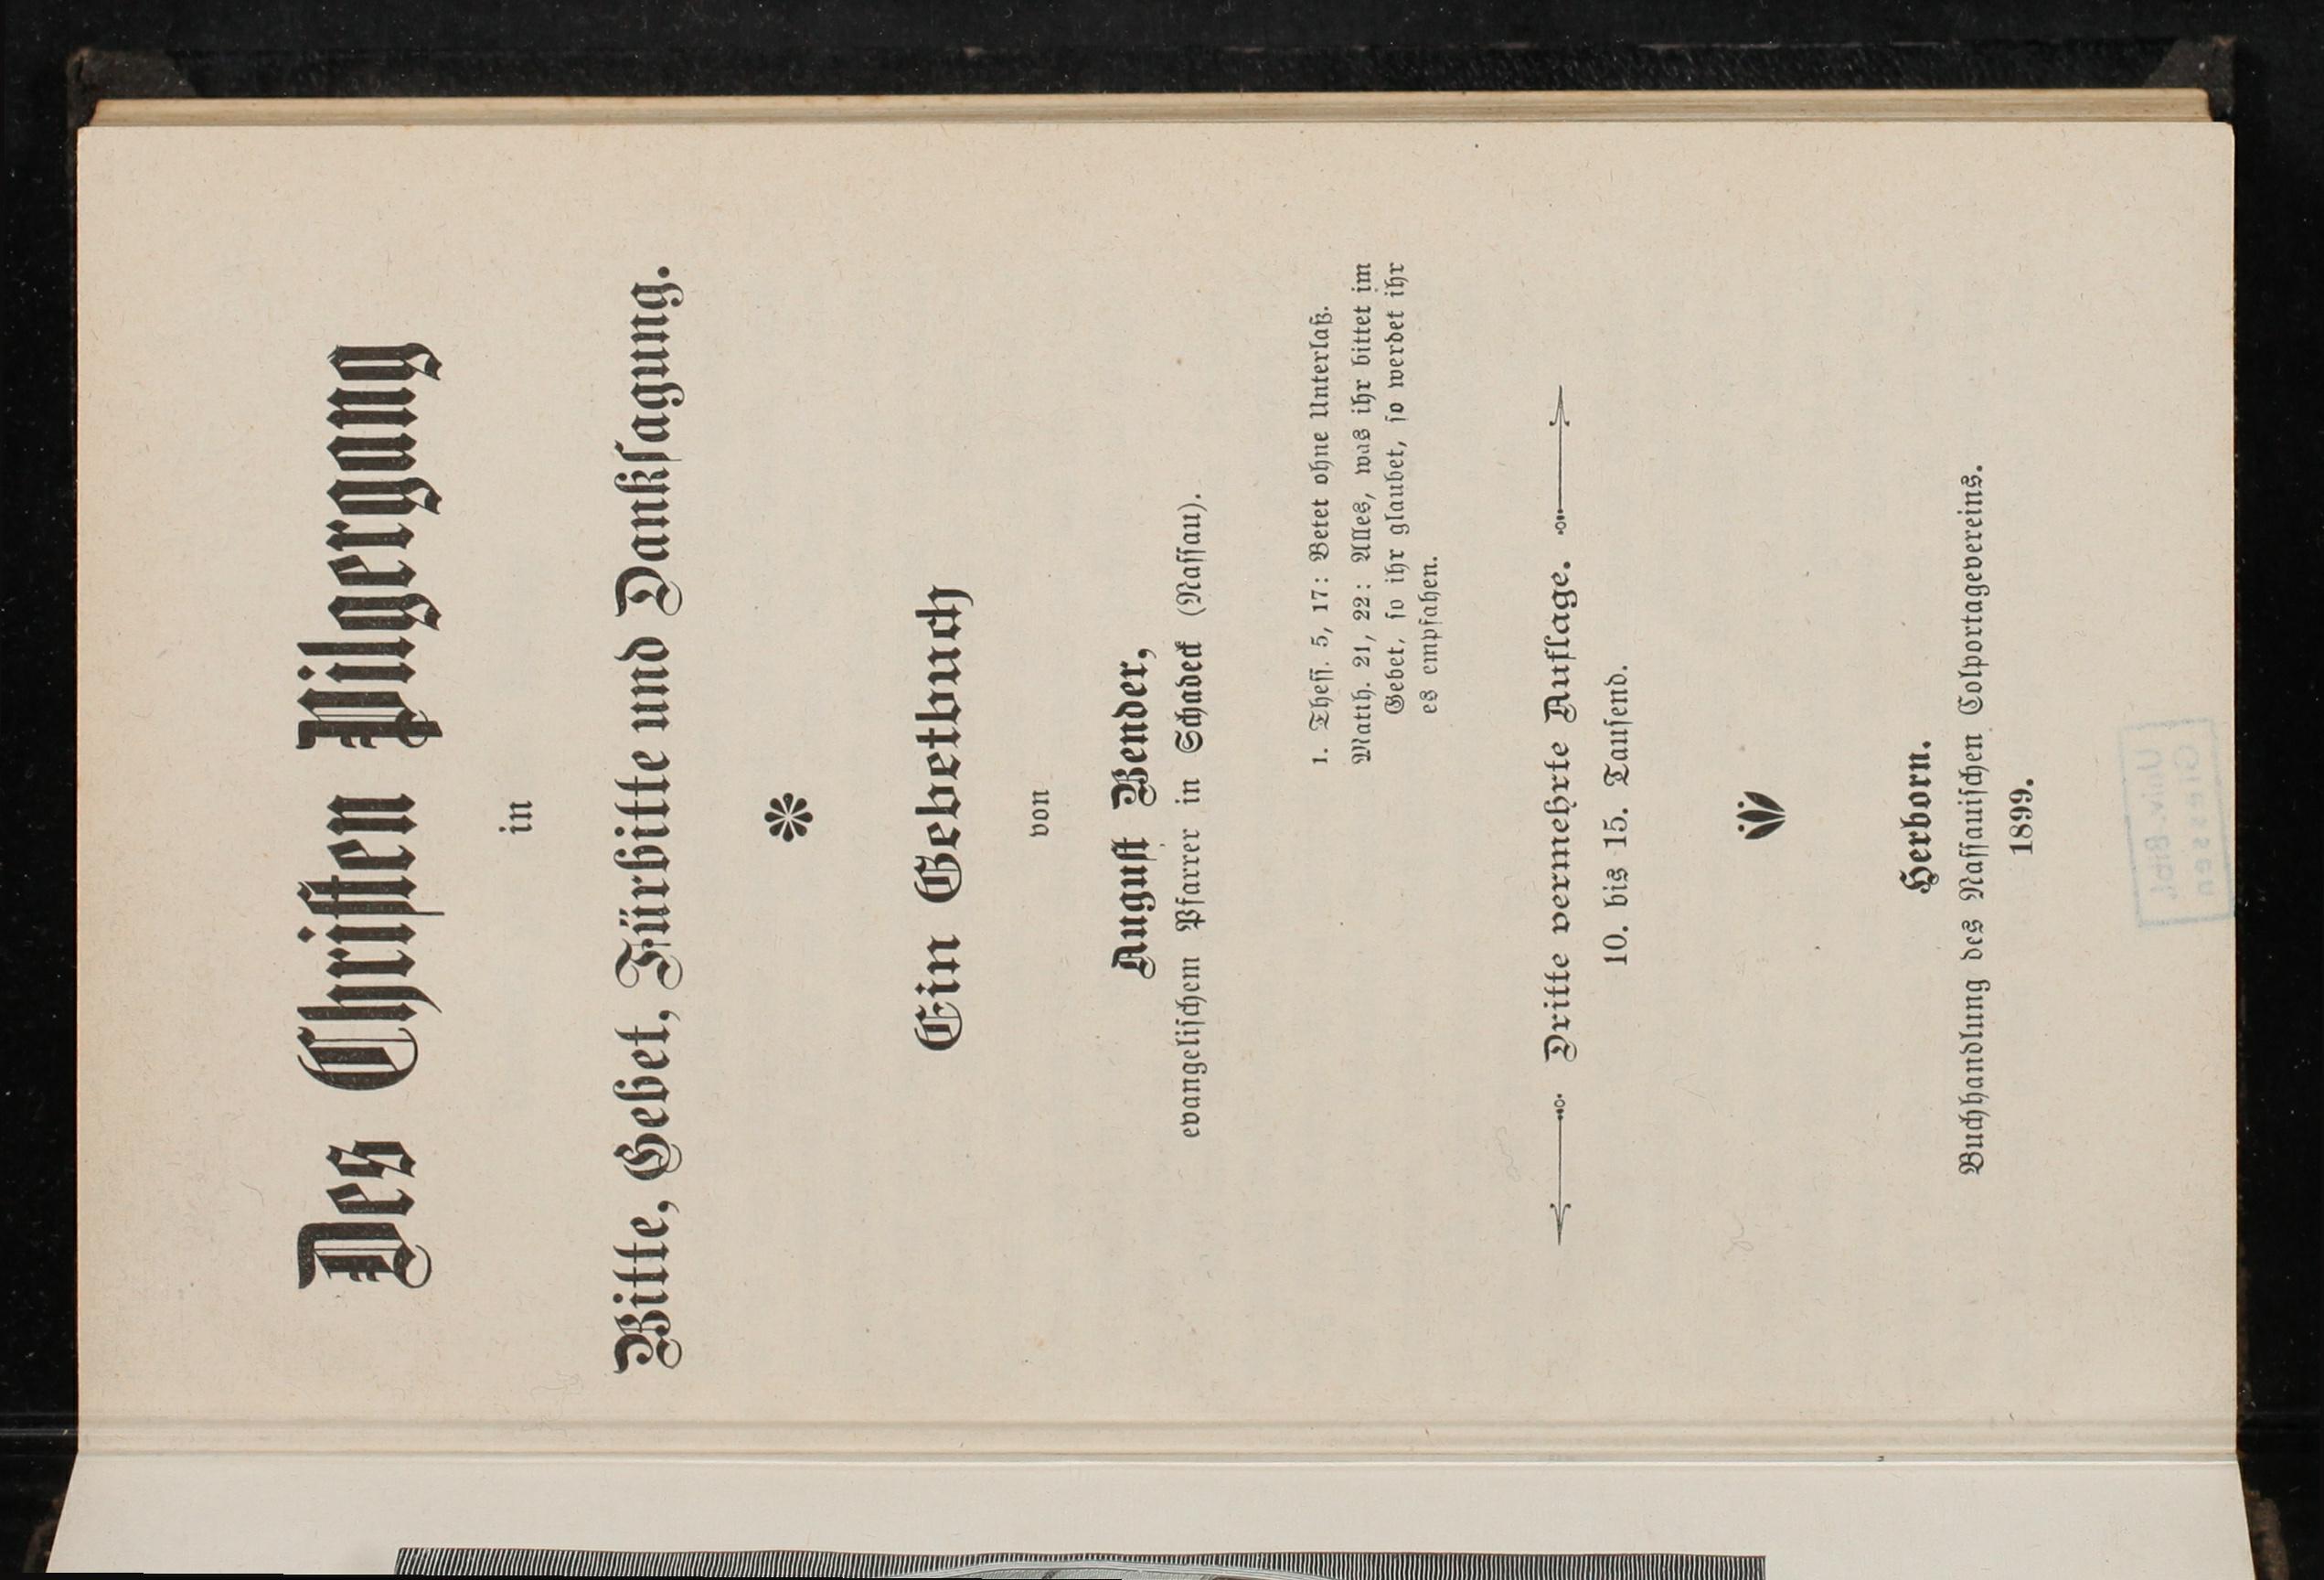 Des Chriſten Pilgergang
in
Bitte, Gebet, Fürbitte und Dankſagung.
Ein Gebetbuch
von
Auguſt Bender,
evangeliſchem Pfarrer in Schadeck (Naſſau).
1. Theſſ. 5, 17: Betet ohne Unterlaß.
Matth. 21, 22: Alles, was ihr bittet im
Gebet, ſo ihr glaubet, ſo werdet ihr
es empfahen.
Dritte vermehrte Auflage.
10. bis 15. Tauſend.
Herborn.
Buchhandlung des Naſſauiſchen Colportagevereins.
1899.
Univ.-Bibl.
Giessen